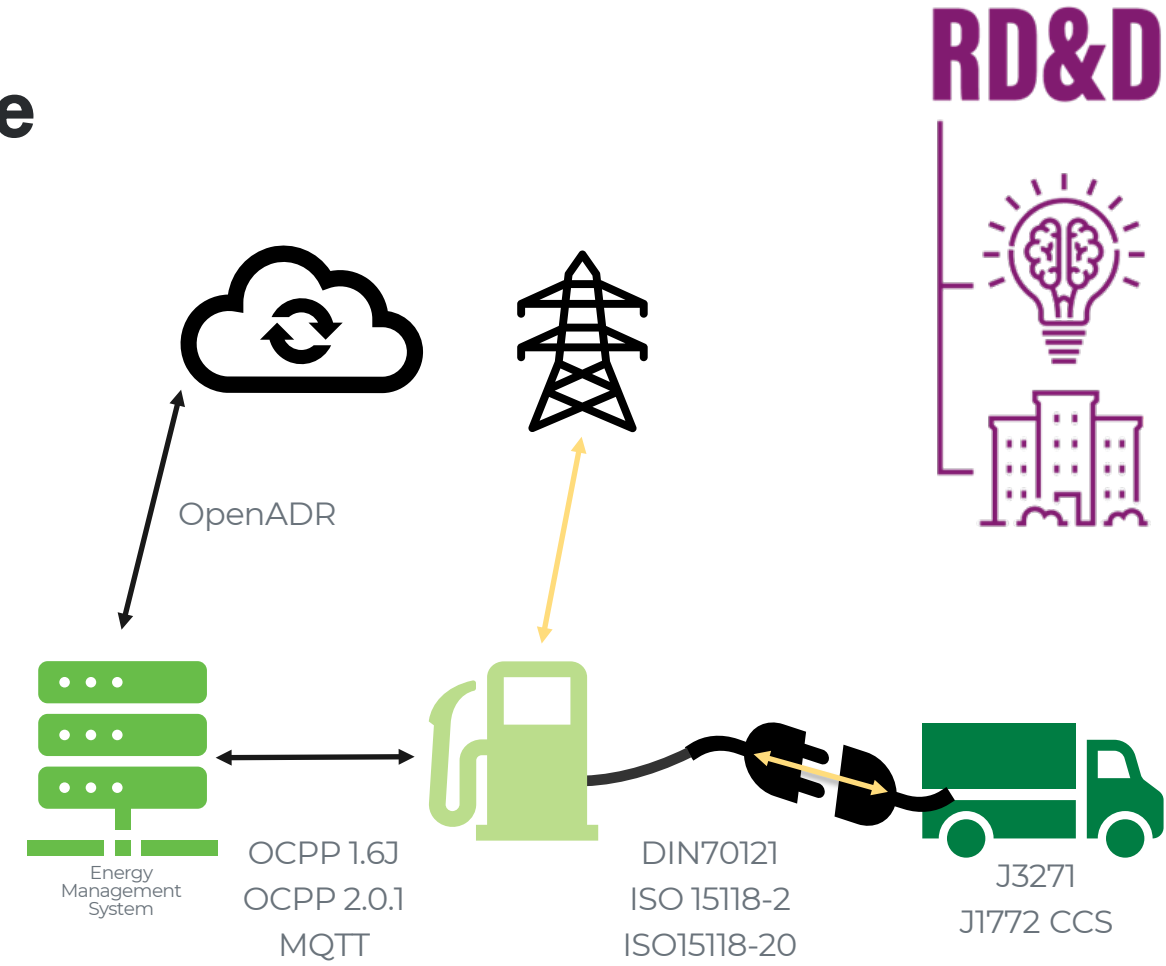 e
RD&D
OpenADR
Energy
Management
System
OCPP 1.6J
OCPP 2.0.1
MQTT
DIN70121
ISO 15118-2
ISO15118-20
J3271
J1772 CCS